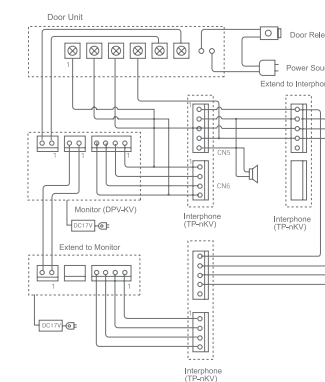 Door Unit
Door Rele
1
Power Sou
Extend to Interphor
CN5
1
1
1
CN6
Monitor (DPV-KV)
Interphone
(TP-nKV)
Interphone
(TP-nKV)
DC17V
Extend to Monitor
1
1
DC17V
Interphone
(TP-nKV)